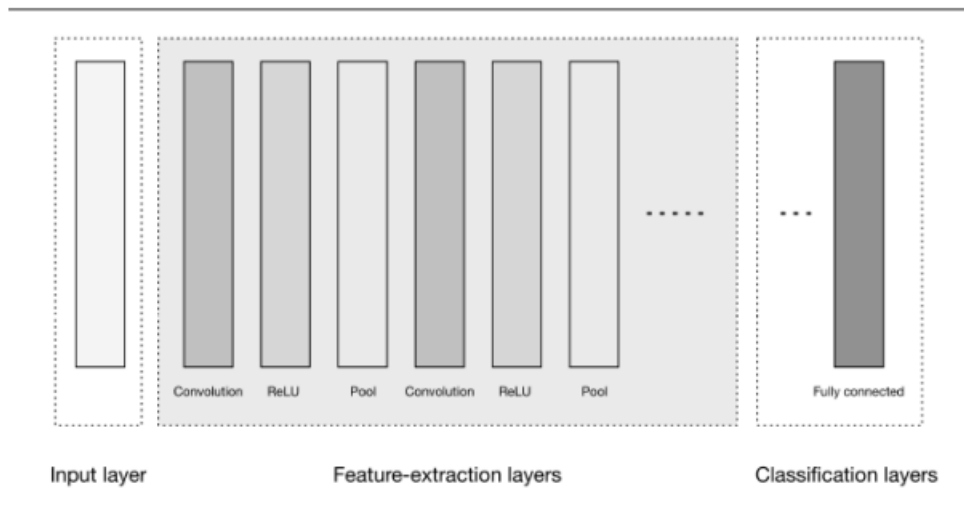 Convolution ReLU Pool Convolution ReLU Pool Fully connected
Input layer Feature-extraction layers Classification layers